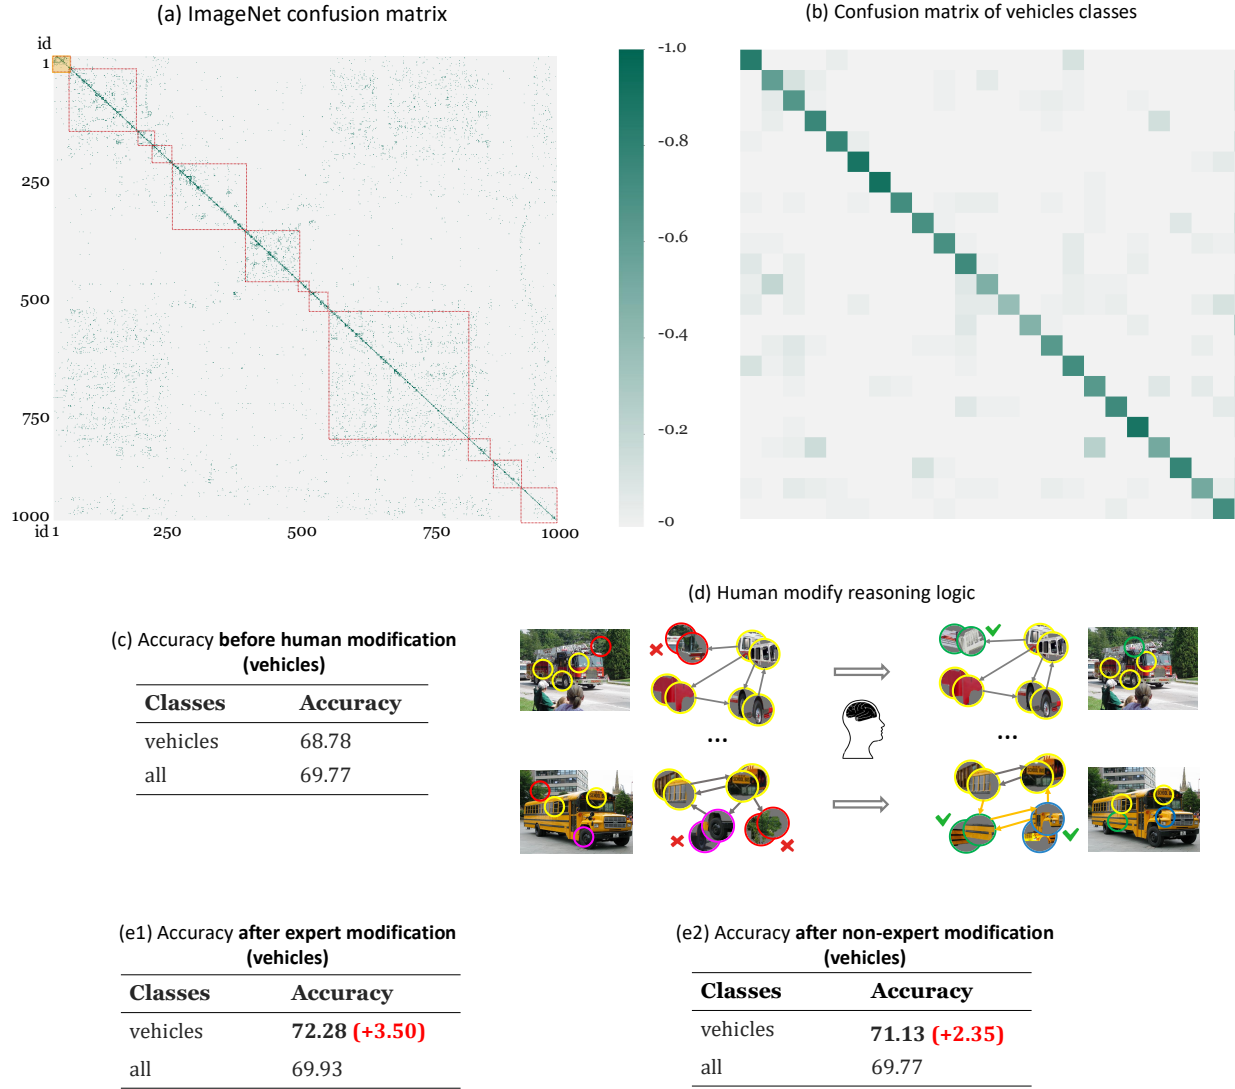 (a) ImageNet confusion matrix
(b) Confusion matrix of vehicles classes
id
1
250
500
750
1000
id 1 250 500 750 1000
-1.0
-0.8
-0.6
-0.4
-0.2
-0
(c) Accuracy before human modification
(vehicles)
Classes Accuracy
vehicles 68.78
all 69.77
(d) Human modify reasoning logic
...
...
(e1) Accuracy after expert modification
(vehicles)
Classes Accuracy
vehicles 72.28 (+3.50)
all 69.93
(e2) Accuracy after non-expert modification
(vehicles)
Classes Accuracy
vehicles 71.13 (+2.35)
all 69.77